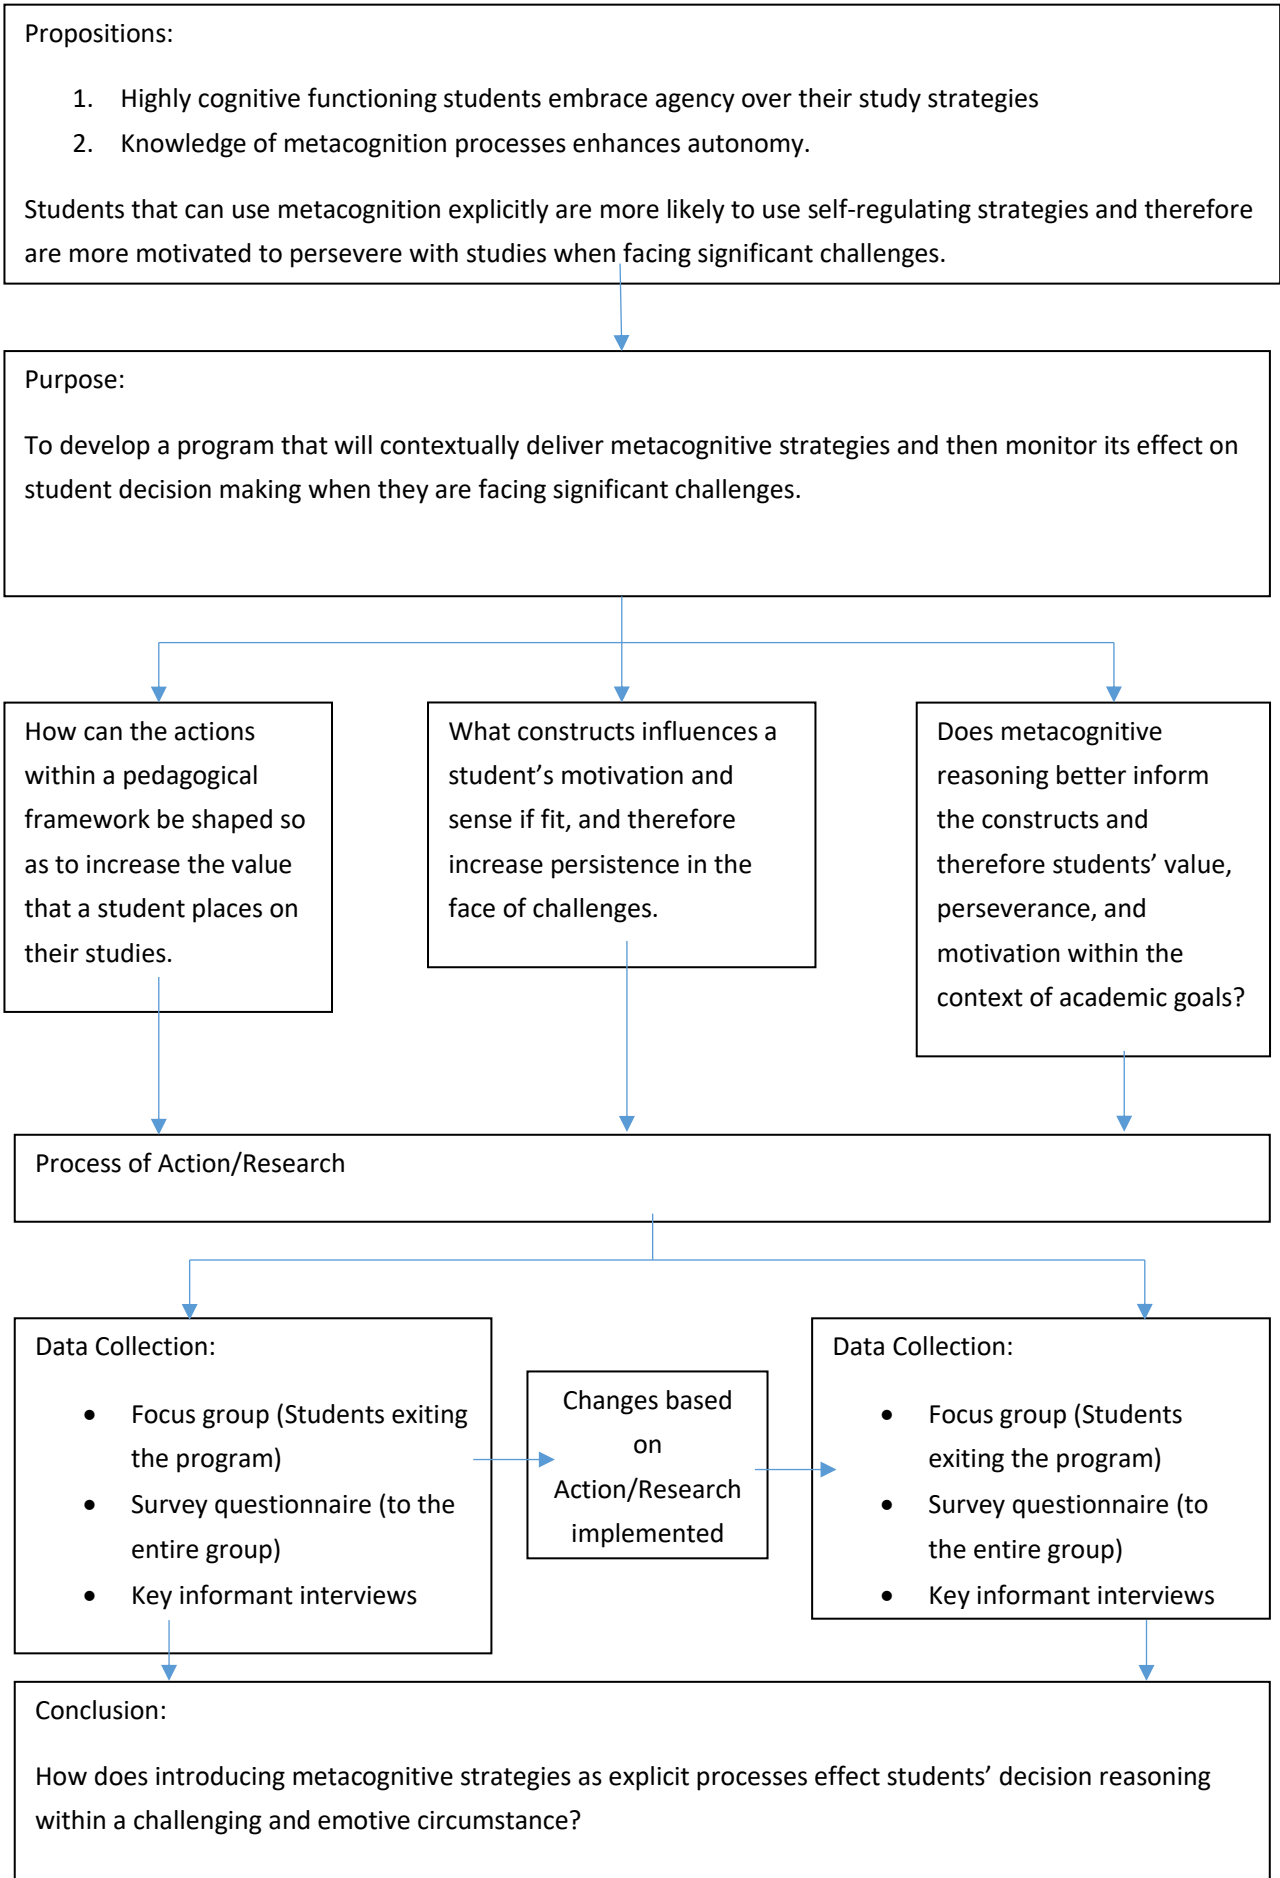 Propositions:
1. Highly cognitive functioning students embrace agency over their study strategies
2. Knowledge of metacognition processes enhances autonomy.
Students that can use metacognition explicitly are more likely to use self-regulating strategies and therefore
are more motivated to persevere with studies when facing significant challenges.
Purpose:
To develop a program that will contextually deliver metacognitive strategies and then monitor its effect on
student decision making when they are facing significant challenges.
How can the actions
within a pedagogical
framework be shaped so
as to increase the value
that a student places on
their studies.
What constructs influences a
student’s motivation and
sense if fit, and therefore
increase persistence in the
face of challenges.
Does metacognitive
reasoning better inform
the constructs and
therefore students’ value,
perseverance, and
motivation within the
context of academic goals?
Process of Action/Research
Data Collection:
• Focus group (Students exiting
the program)
• Survey questionnaire (to the
entire group)
• Key informant interviews
Changes based
on
Action/Research
implemented
Data Collection:
• Focus group (Students
exiting the program)
• Survey questionnaire (to
the entire group)
• Key informant interviews
Conclusion:
How does introducing metacognitive strategies as explicit processes effect students’ decision reasoning
within a challenging and emotive circumstance?